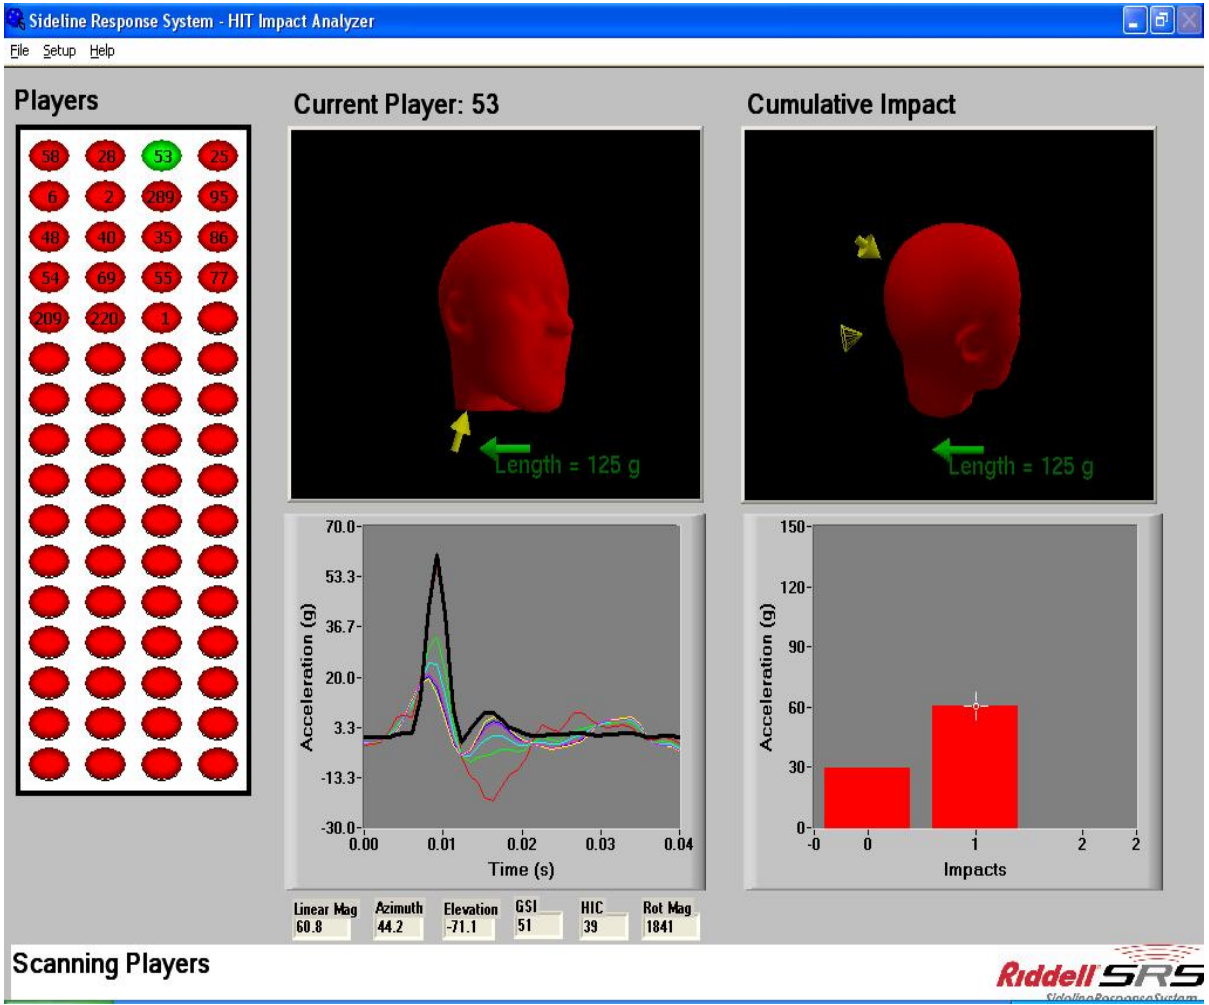 Sideline Response System - HIT Impact Analyzer
File Setup Help
Players
58 28 53 25
6 2 289 95
48 40 35 86
54 69 55 77
209 220 1
Current Player: 53
Length = 125 g
Cumulative Impact
Length = 125 g
70.0
53.3
36.7
20.0
3.3
-13.3
-30.0
Acceleration (g)
0.00 0.01 0.02 0.03 0.04
Time (s)
150
120
90
60
30
0
Acceleration (g)
-0 0 1 2 2
Impacts
Linear Mag Azimuth Elevation GSI HIC Rot Mag
60.8 44.2 -71.1 51 39 1841
Scanning Players
Riddell SRS
SidelineResponseSystem